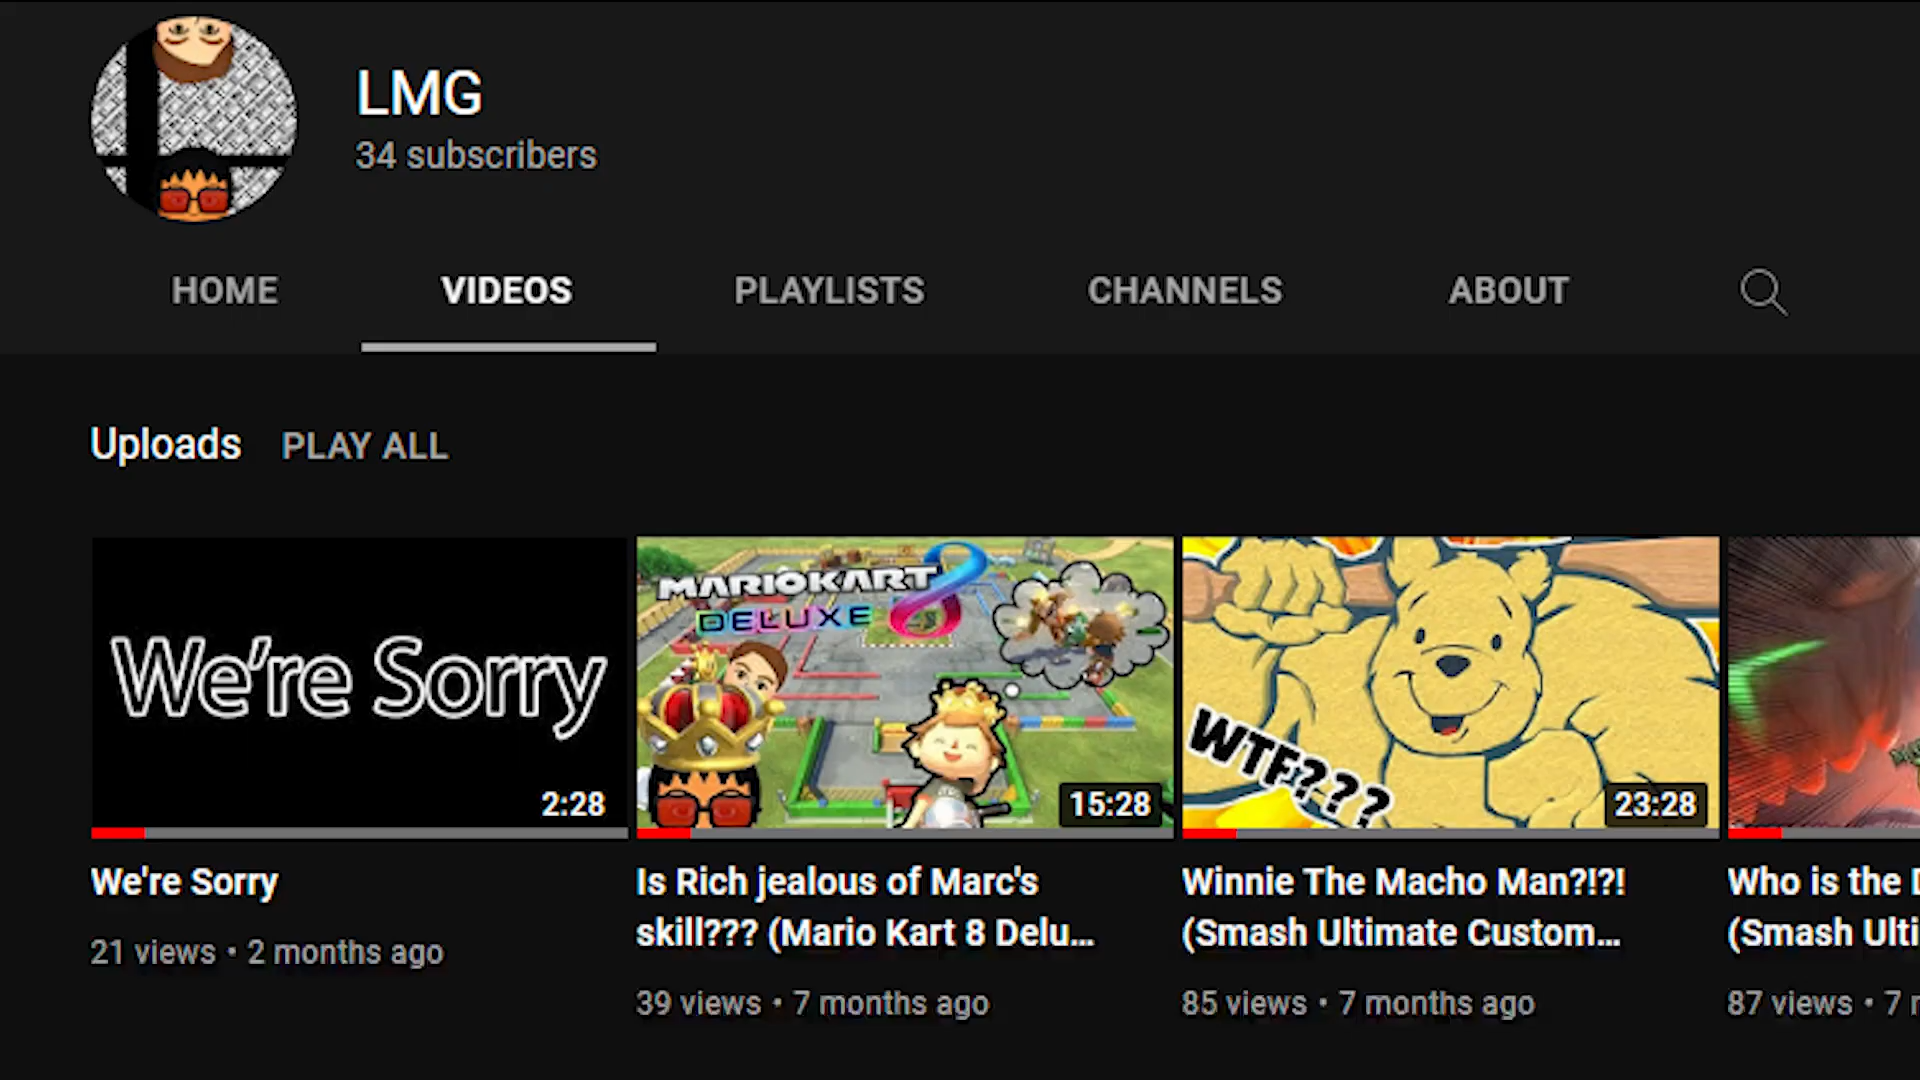 LMG
34 subscribers
HOME VIDEOS PLAYLISTS CHANNELS ABOUT
Uploads PLAY ALL
We're Sorry
2:28
MARIOKART 8
DELUXE
15:28
WTF???
23:28
We're Sorry
21 views • 2 months ago
Is Rich jealous of Marc's
skill??? (Mario Kart 8 Delu...
39 views • 7 months ago
Winnie The Macho Man?!?!
(Smash Ultimate Custom...
85 views • 7 months ago
Who is the
(Smash Ulti
87 views • 7